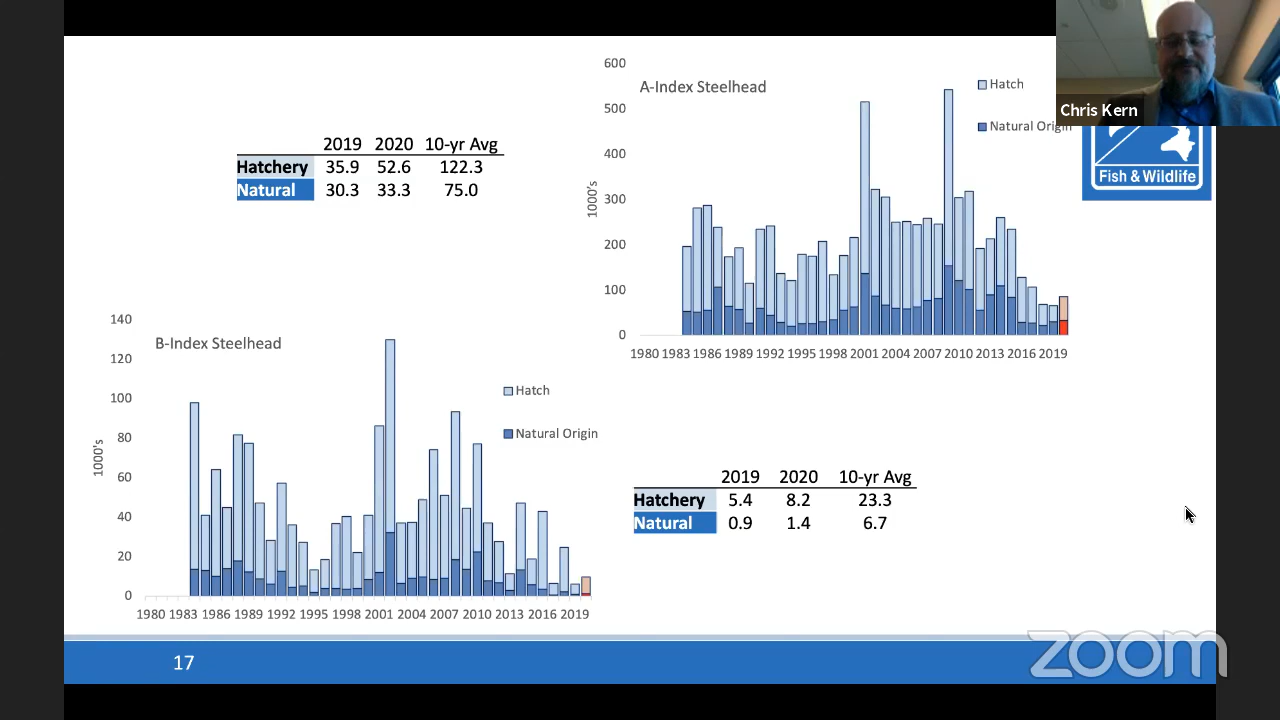 Chris Kern
Fish & Wildlife
A-Index Steelhead
Hatch
Natural Origin
1000's
600
500
400
300
200
100
0
1980 1983 1986 1989 1992 1995 1998 2001 2004 2007 2010 2013 2016 2019
2019 2020 10-yr Avg
Hatchery 35.9 52.6 122.3
Natural 30.3 33.3 75.0
B-Index Steelhead
Hatch
Natural Origin
1000's
140
120
100
80
60
40
20
0
1980 1983 1986 1989 1992 1995 1998 2001 2004 2007 2010 2013 2016 2019
2019 2020 10-yr Avg
Hatchery 5.4 8.2 23.3
Natural 0.9 1.4 6.7
17
zoom